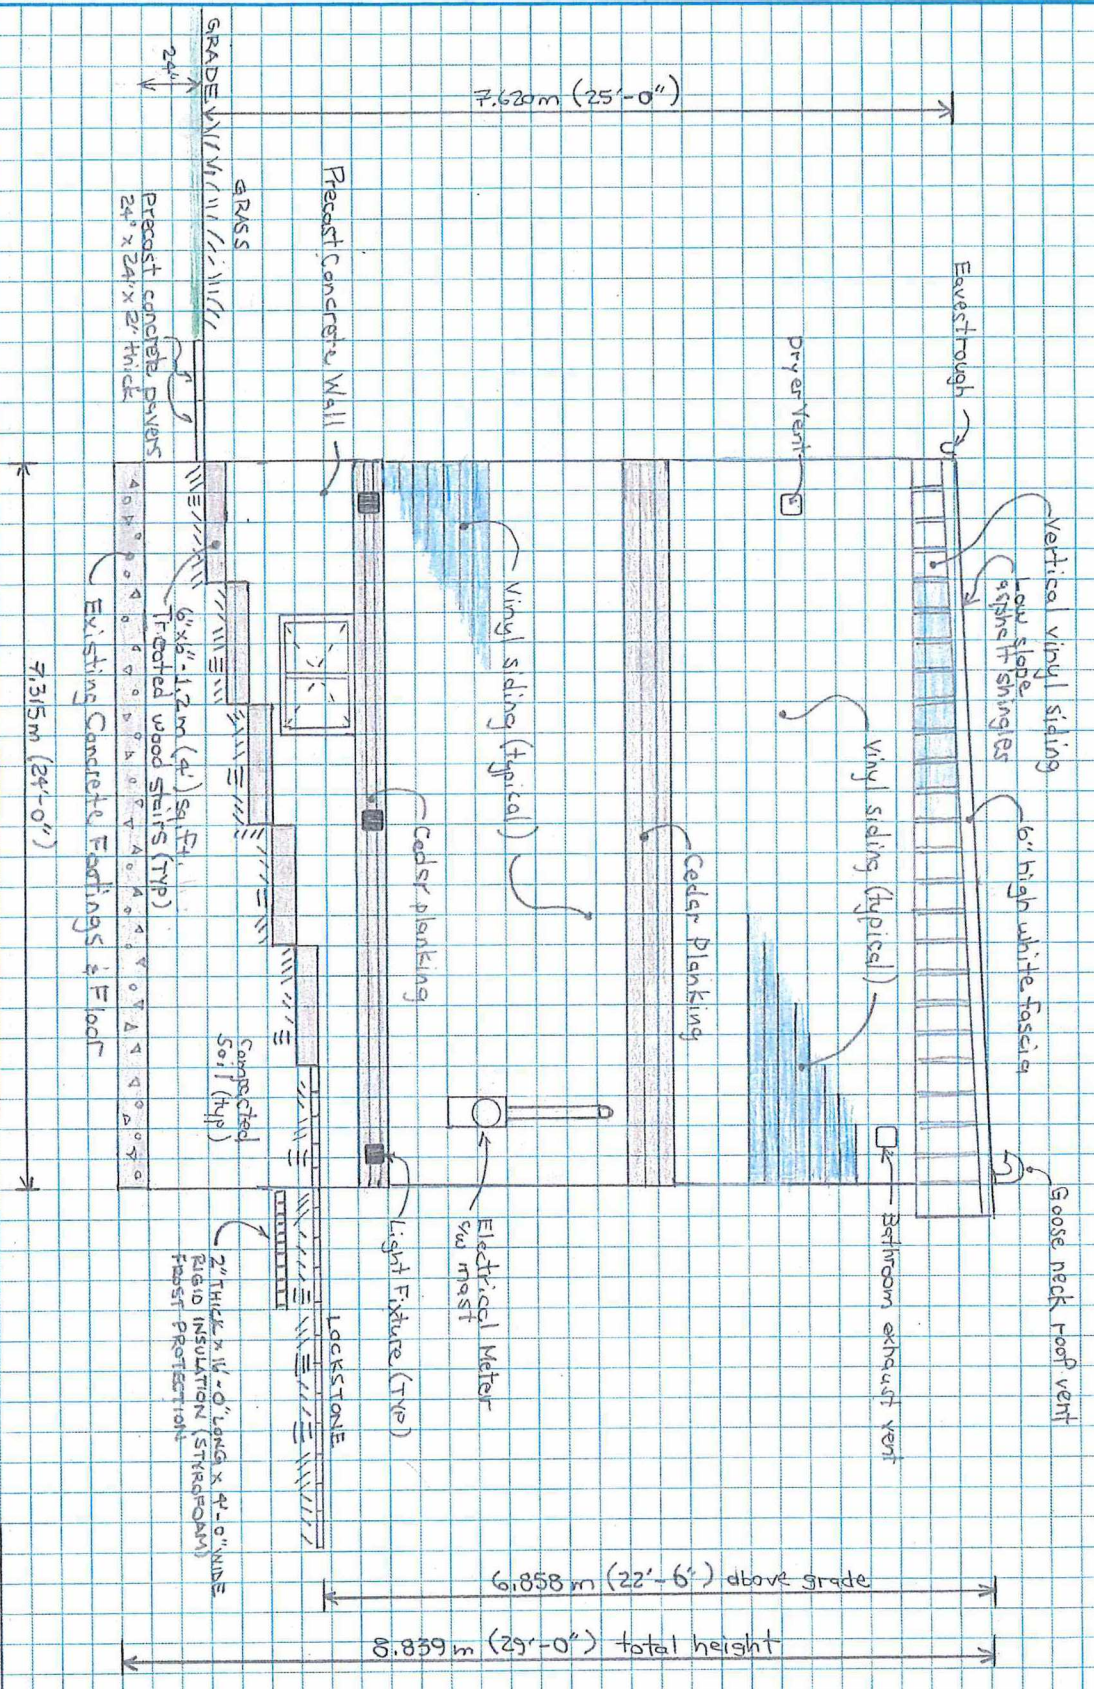 Goose neck roof vent
6" high white fascia
Vertical vinyl siding
Low slope
asphalt shingles
Eavestrough
Bathroom exhaust vent
Vinyl siding (typical)
Dryer Vent
7.620m (25'-0")
Cedar Planking
Vinyl siding (typical)
Electrical Meter
c/w mast
Cedar planking
Light Fixture (Typ)
Precast Concrete Wall
LOCKSTONE
GRASS
GRADE
24"
Compacted
Soil (typ)
6"x6"-1.2m (4') sq.ft.
Treated wood stairs (TYP)
Precast concrete pavers
24" x 24" x 2" thick
2" THICK x 16'-0" LONG x 4'-0" WIDE
RIGID INSULATION (STYROFOAM)
FROST PROTECTION
Existing Concrete Footings & Floor
7.315m (24'-0")
6.858m (22'-6") above grade
8.839m (29'-0") total height